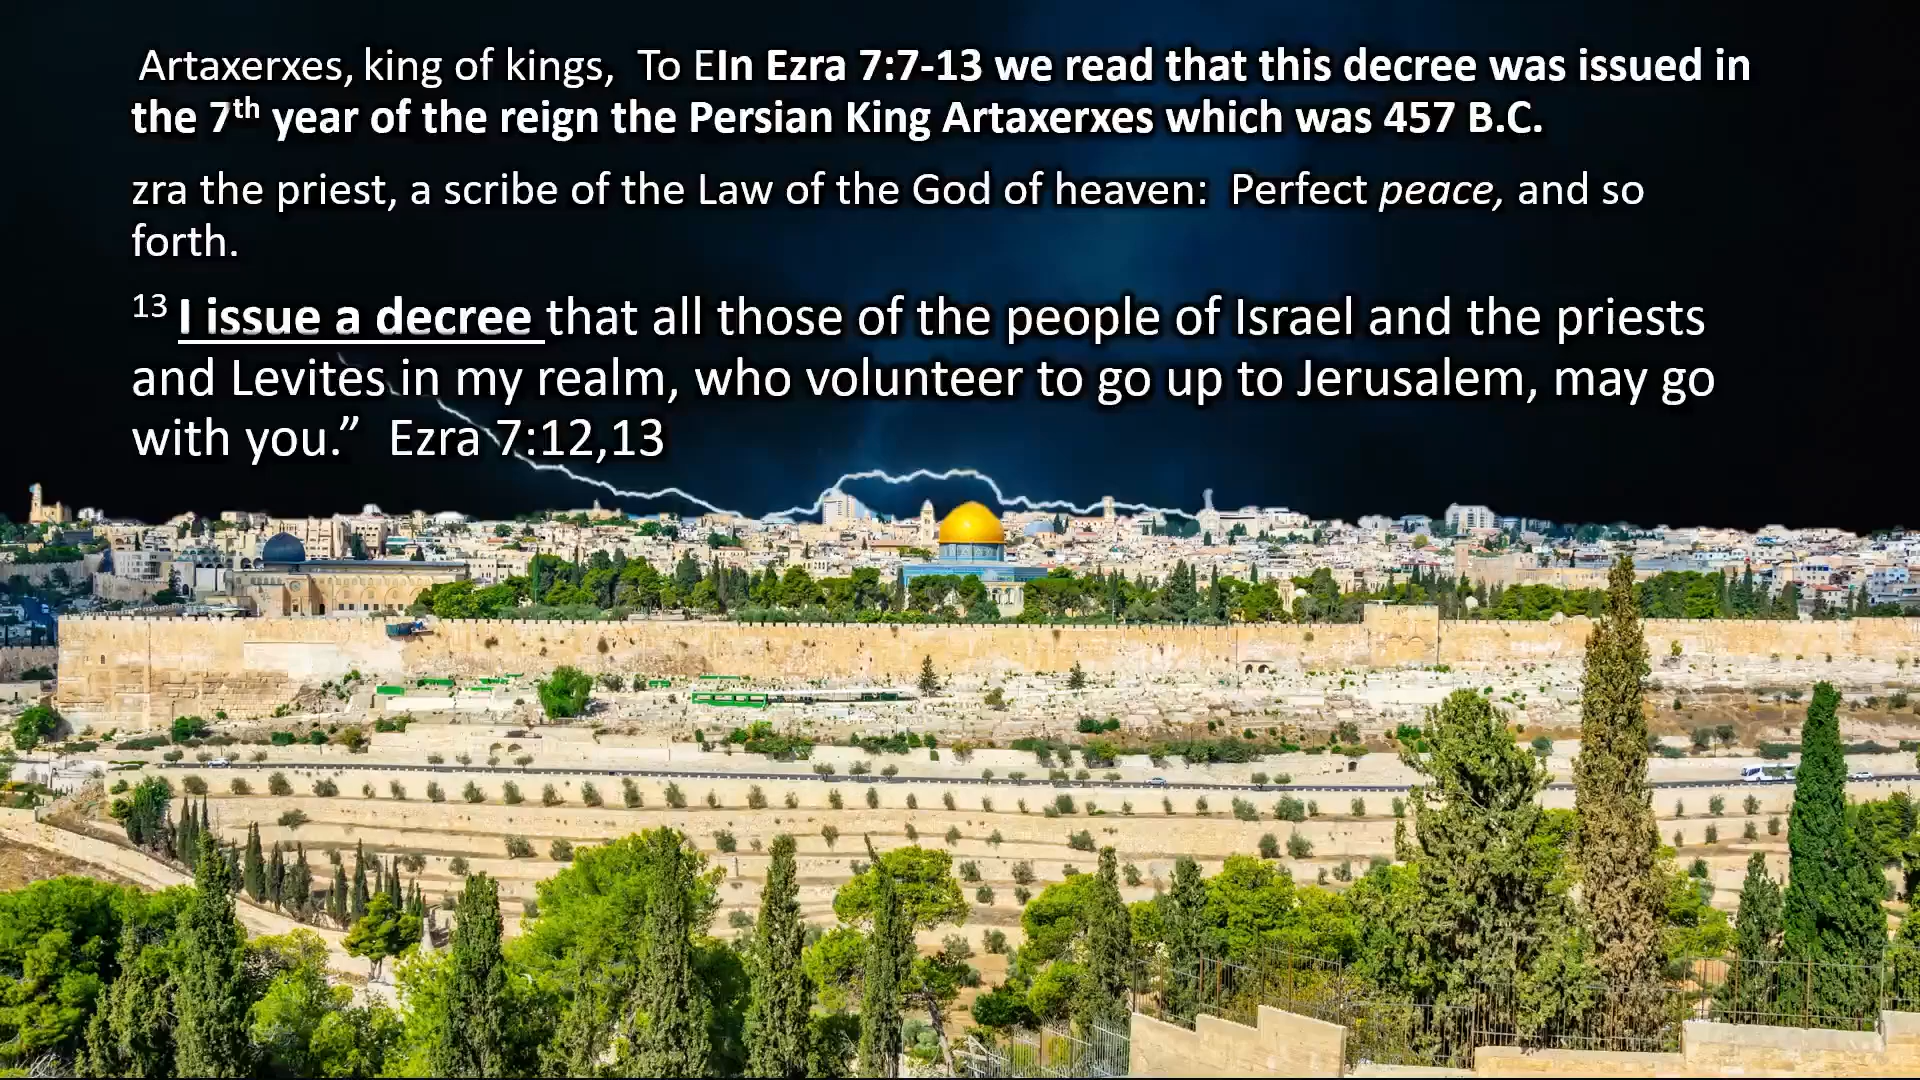 Artaxerxes, king of kings, To EIn Ezra 7:7-13 we read that this decree was issued in
the 7th year of the reign the Persian King Artaxerxes which was 457 B.C.
zra the priest, a scribe of the Law of the God of heaven: Perfect peace, and so
forth.
13 I issue a decree that all those of the people of Israel and the priests
and Levites in my realm, who volunteer to go up to Jerusalem, may go
with you.” Ezra 7:12,13